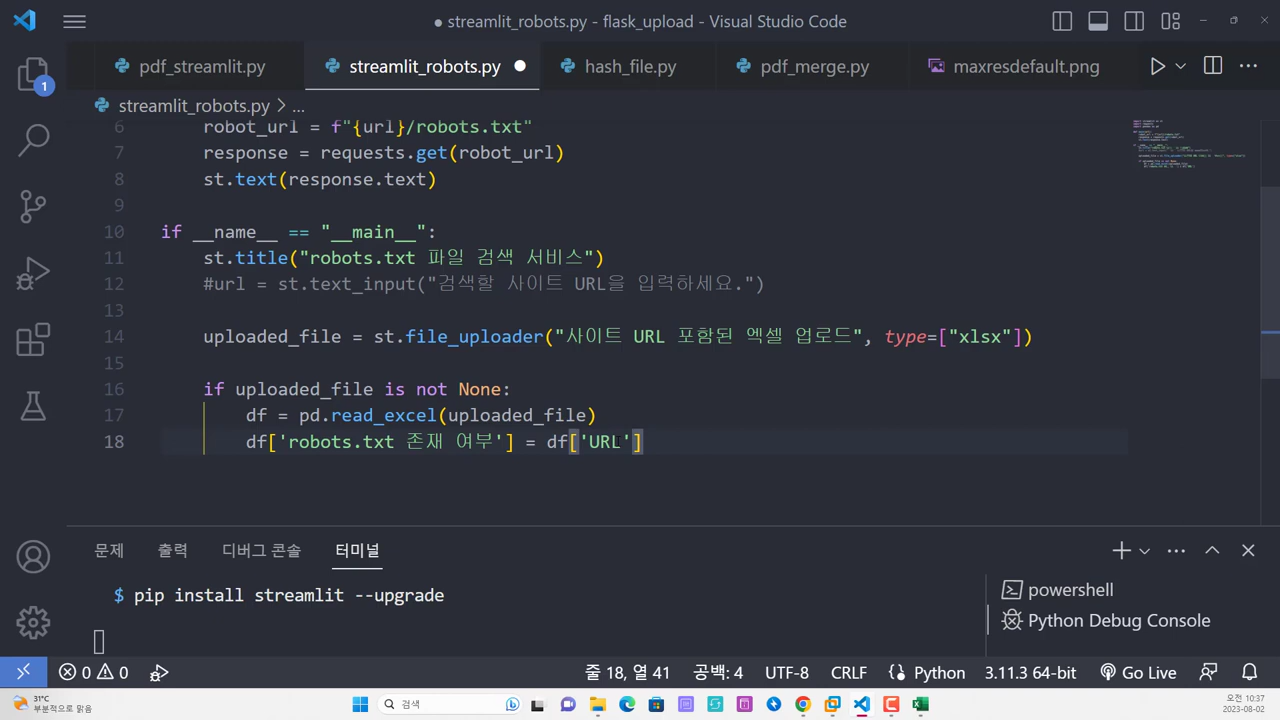 streamlit_robots.py - flask_upload - Visual Studio Code
pdf_streamlit.py streamlit_robots.py hash_file.py pdf_merge.py maxresdefault.png
1
streamlit_robots.py > ...
6 robot_url = f"{url}/robots.txt"
7 response = requests.get(robot_url)
8 st.text(response.text)
9
10 if __name__ == "__main__":
11 st.title("robots.txt 파일 검색 서비스")
12 #url = st.text_input("검색할 사이트 URL을 입력하세요.")
13
14 uploaded_file = st.file_uploader("사이트 URL 포함된 엑셀 업로드", type=["xlsx"])
15
16 if uploaded_file is not None:
17 df = pd.read_excel(uploaded_file)
18 df['robots.txt 존재 여부'] = df['URL']
문제 출력 디버그 콘솔 터미널
$ pip install streamlit --upgrade
powershell
Python Debug Console
0 0 줄 18, 열 41 공백: 4 UTF-8 CRLF Python 3.11.3 64-bit Go Live
31°C
부분적으로 맑음
검색
오전 10:37
2023-08-02